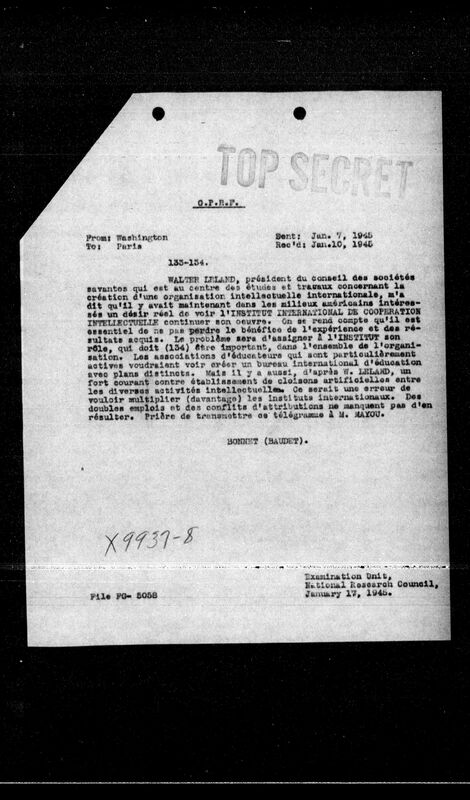 TOP SECRET
G.P.R.F.
From: Washington Sent: Jan. 7, 1945
To: Paris Rec'd: Jan.10, 1945
133-134.
WALTER LELAND, président du conseil des sociétés
savantos qui est au centre des études et travaux concernant la
création d'une organisation intellectuelle internationale, m'a
dit qu'il y avait maintenant dans les milieux américains intéres-
sés un désir réel de voir l'INSTITUT INTERNATIONAL DE COOPERATION
INTELLECTUELLE continuer son oeuvre. On se rend compte qu'il est
essentiel de ne pas perdre le bénéfice de l'expérience et des ré-
sultats acquis. Le problème sera d'assigner à l'INSTITUT son
rôle, qui doit (134) être important, dans l'ensemble de l'organi-
sation. Les associations d'éducateurs qui sont particulièrement
actives voudraient voir créer un bureau international d'éducation
avec plans distincts. Mais il y a aussi, d'après W. LELAND, un
fort courant contre établissement de cloisons artificielles entre
les diverses activités intellectuelles. Ce serait une erreur de
vouloir multiplier (davantage) les instituts internationaux. Des
doubles emplois et des conflits d'attributions ne manquent pas d'en
résulter. Prière de transmettre ce télégramme à M. MAYOU.
BONNET (BAUDET).
X9937-8
Examination Unit,
National Research Council,
File FG- 5058 January 17, 1945.